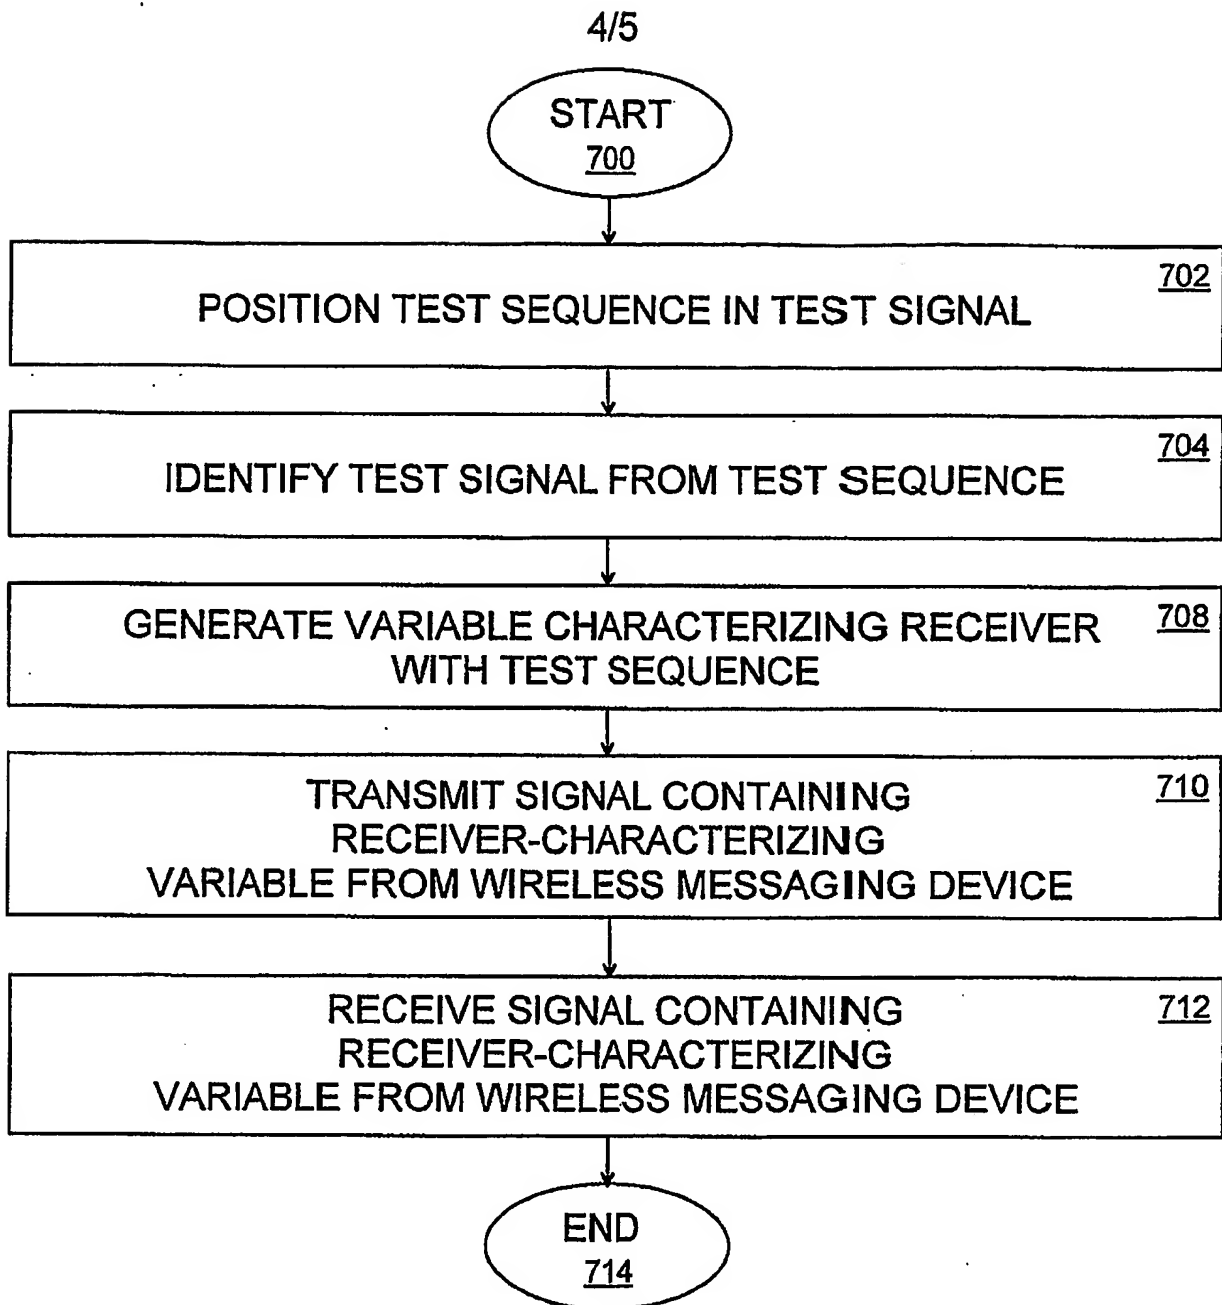 4/5
START
700
702
POSITION TEST SEQUENCE IN TEST SIGNAL
704
IDENTIFY TEST SIGNAL FROM TEST SEQUENCE
708
GENERATE VARIABLE CHARACTERIZING RECEIVER
WITH TEST SEQUENCE
710
TRANSMIT SIGNAL CONTAINING
RECEIVER-CHARACTERIZING
VARIABLE FROM WIRELESS MESSAGING DEVICE
712
RECEIVE SIGNAL CONTAINING
RECEIVER-CHARACTERIZING
VARIABLE FROM WIRELESS MESSAGING DEVICE
END
714